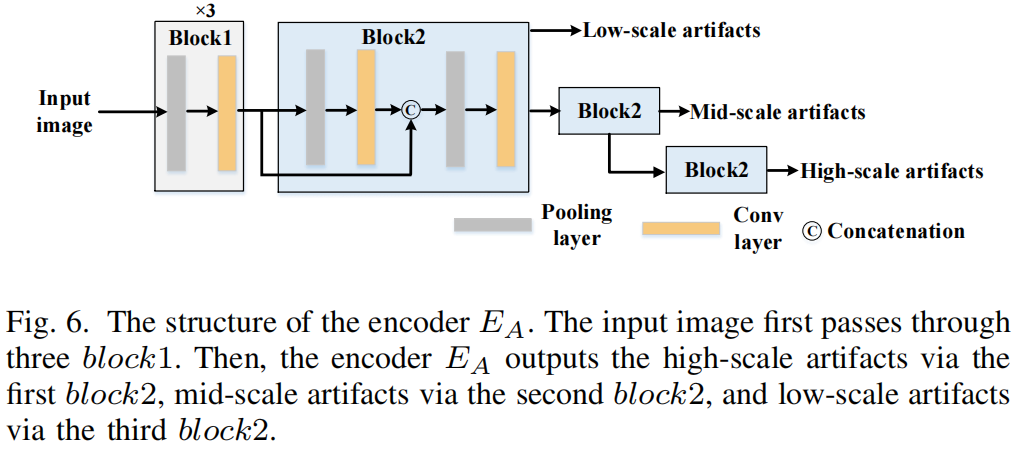 ×3
Block1
Block2
Low-scale artifacts
Input
image
C
Block2
Mid-scale artifacts
Block2
High-scale artifacts
Pooling
layer
Conv
layer
C Concatenation
Fig. 6. The structure of the encoder E_A. The input image first passes through
three block1. Then, the encoder E_A outputs the high-scale artifacts via the
first block2, mid-scale artifacts via the second block2, and low-scale artifacts
via the third block2.